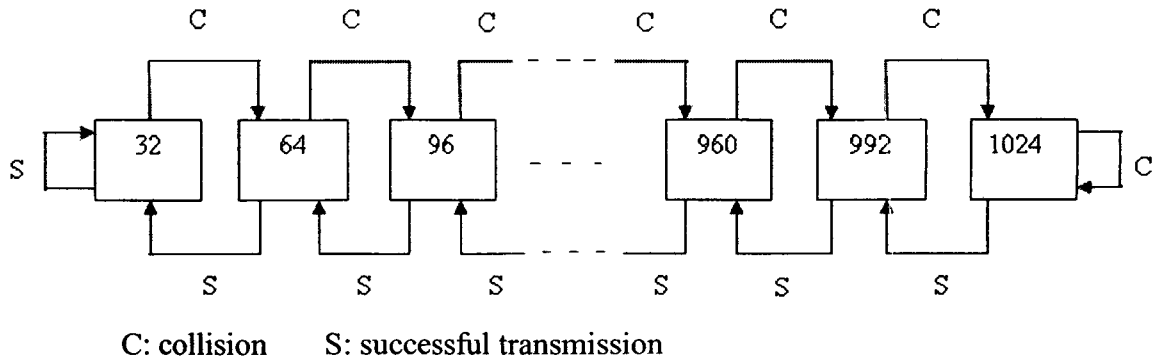 C C C C C C
32 64 96 960 992 1024
S C
S S S S S S
C: collision S: successful transmission